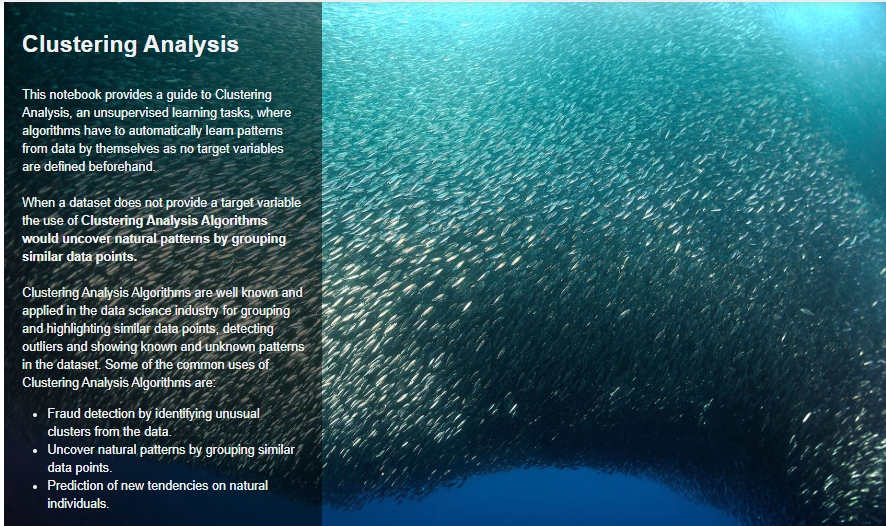 Clustering Analysis
This notebook provides a guide to Clustering
Analysis, an unsupervised learning tasks, where
algorithms have to automatically learn patterns
from data by themselves as no target variables
are defined beforehand.
When a dataset does not provide a target variable
the use of Clustering Analysis Algorithms
would uncover natural patterns by grouping
similar data points.
Clustering Analysis Algorithms are well known and
applied in the data science industry for grouping
and highlighting similar data points, detecting
outliers and showing known and unknown patterns
in the dataset. Some of the common uses of
Clustering Analysis Algorithms are:
• Fraud detection by identifying unusual
clusters from the data.
• Uncover natural patterns by grouping similar
data points.
• Prediction of new tendencies on natural
individuals.